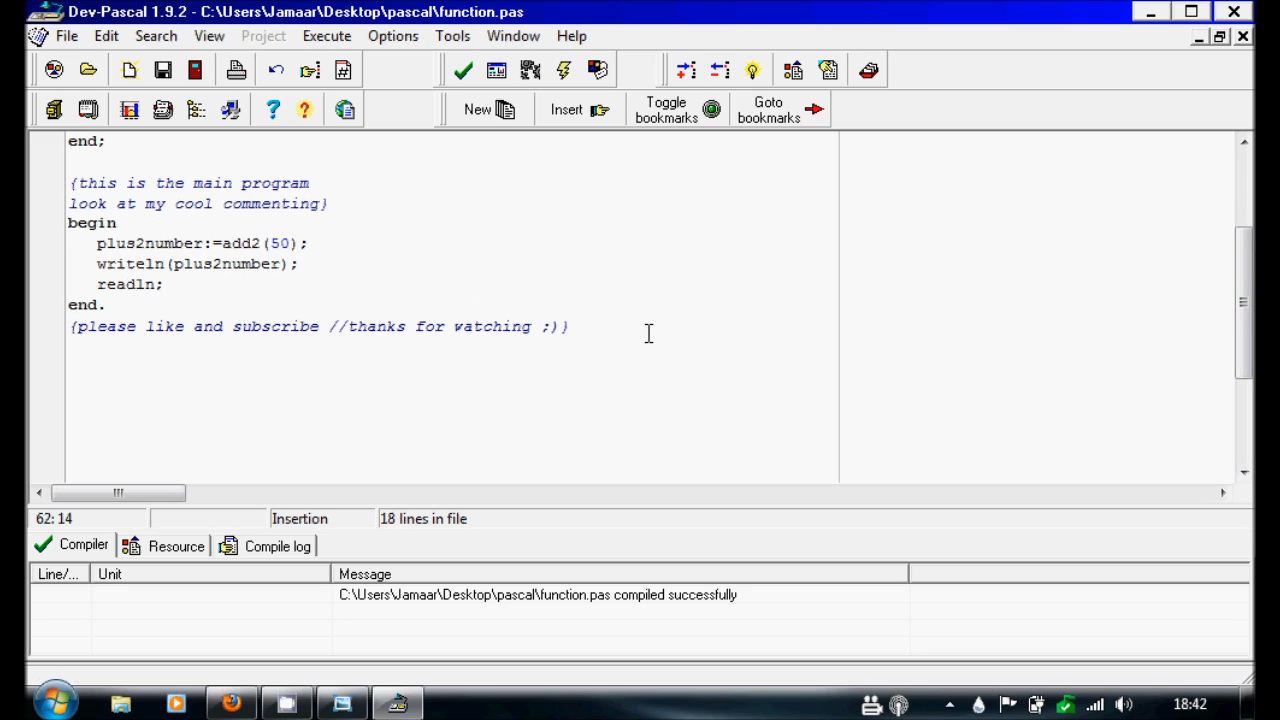 Dev-Pascal 1.9.2 - C:\Users\Jamaar\Desktop\pascal\function.pas
File Edit Search View Project Execute Options Tools Window Help
New Insert Toggle bookmarks Goto bookmarks
end;
{this is the main program
look at my cool commenting}
begin
plus2number:=add2(50);
writeln(plus2number);
readln;
end.
{please like and subscribe //thanks for watching ;)}
62: 14 Insertion 18 lines in file
Compiler Resource Compile log
Line/... Unit Message
C:\Users\Jamaar\Desktop\pascal\function.pas compiled successfully
18:42